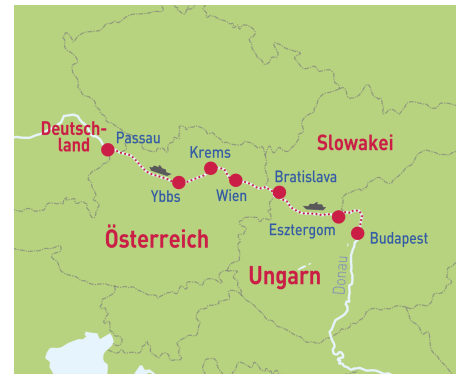 Deutsch-
land
Passau
Krems
Slowakei
Ybbs
Wien
Bratislava
Österreich
Esztergom
Budapest
Ungarn
Donau